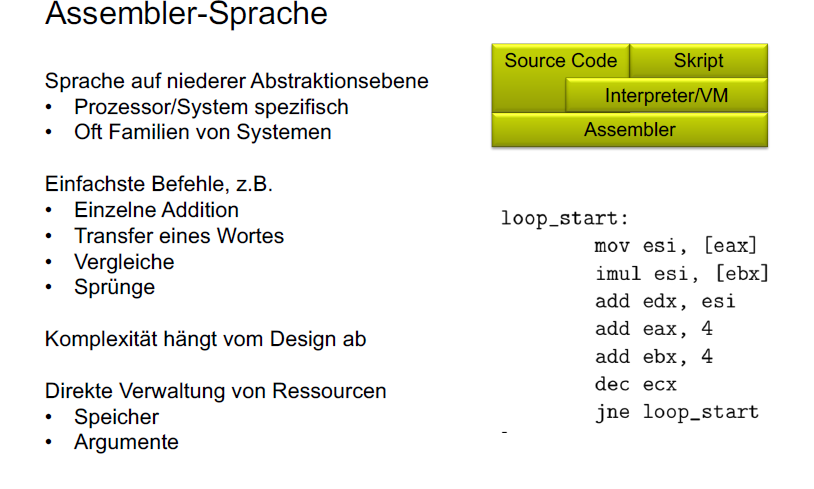 Assembler-Sprache
Sprache auf niederer Abstraktionsebene
• Prozessor/System spezifisch
• Oft Familien von Systemen
Einfachste Befehle, z.B.
• Einzelne Addition
• Transfer eines Wortes
• Vergleiche
• Sprünge
Komplexität hängt vom Design ab
Direkte Verwaltung von Ressourcen
• Speicher
• Argumente
Source Code Skript
Interpreter/VM
Assembler
loop_start:
mov esi, [eax]
imul esi, [ebx]
add edx, esi
add eax, 4
add ebx, 4
dec ecx
jne loop_start
-